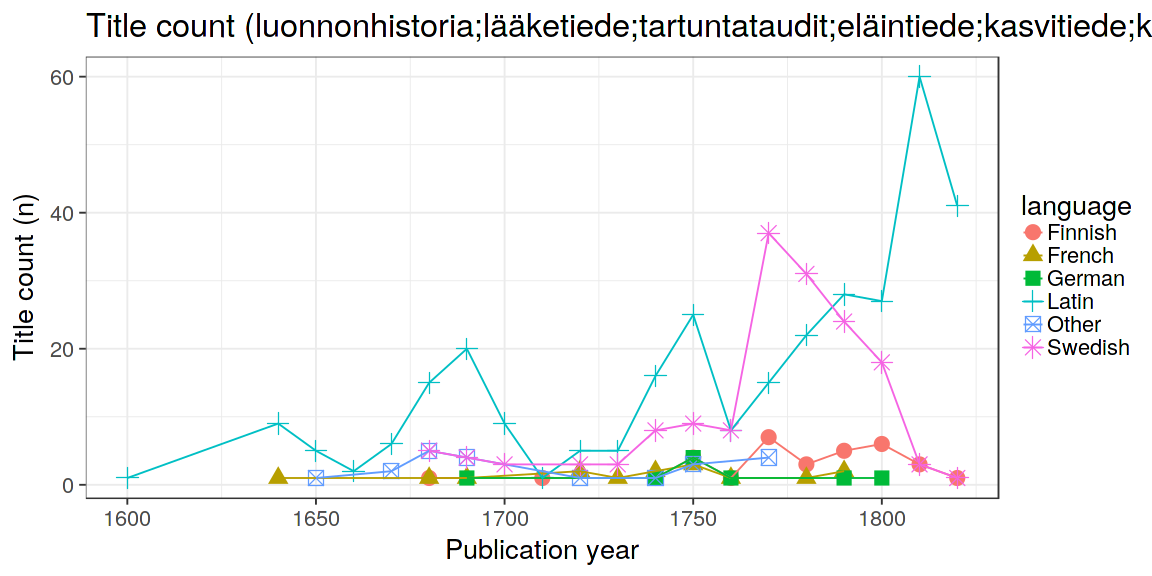 Title count (luonnonhistoria;lääketiede;tartuntataudit;eläintiede;kasvitiede;k
60
40
20
0
Title count (n)
1600 1650 1700 1750 1800
Publication year
language
Finnish
French
German
Latin
Other
Swedish